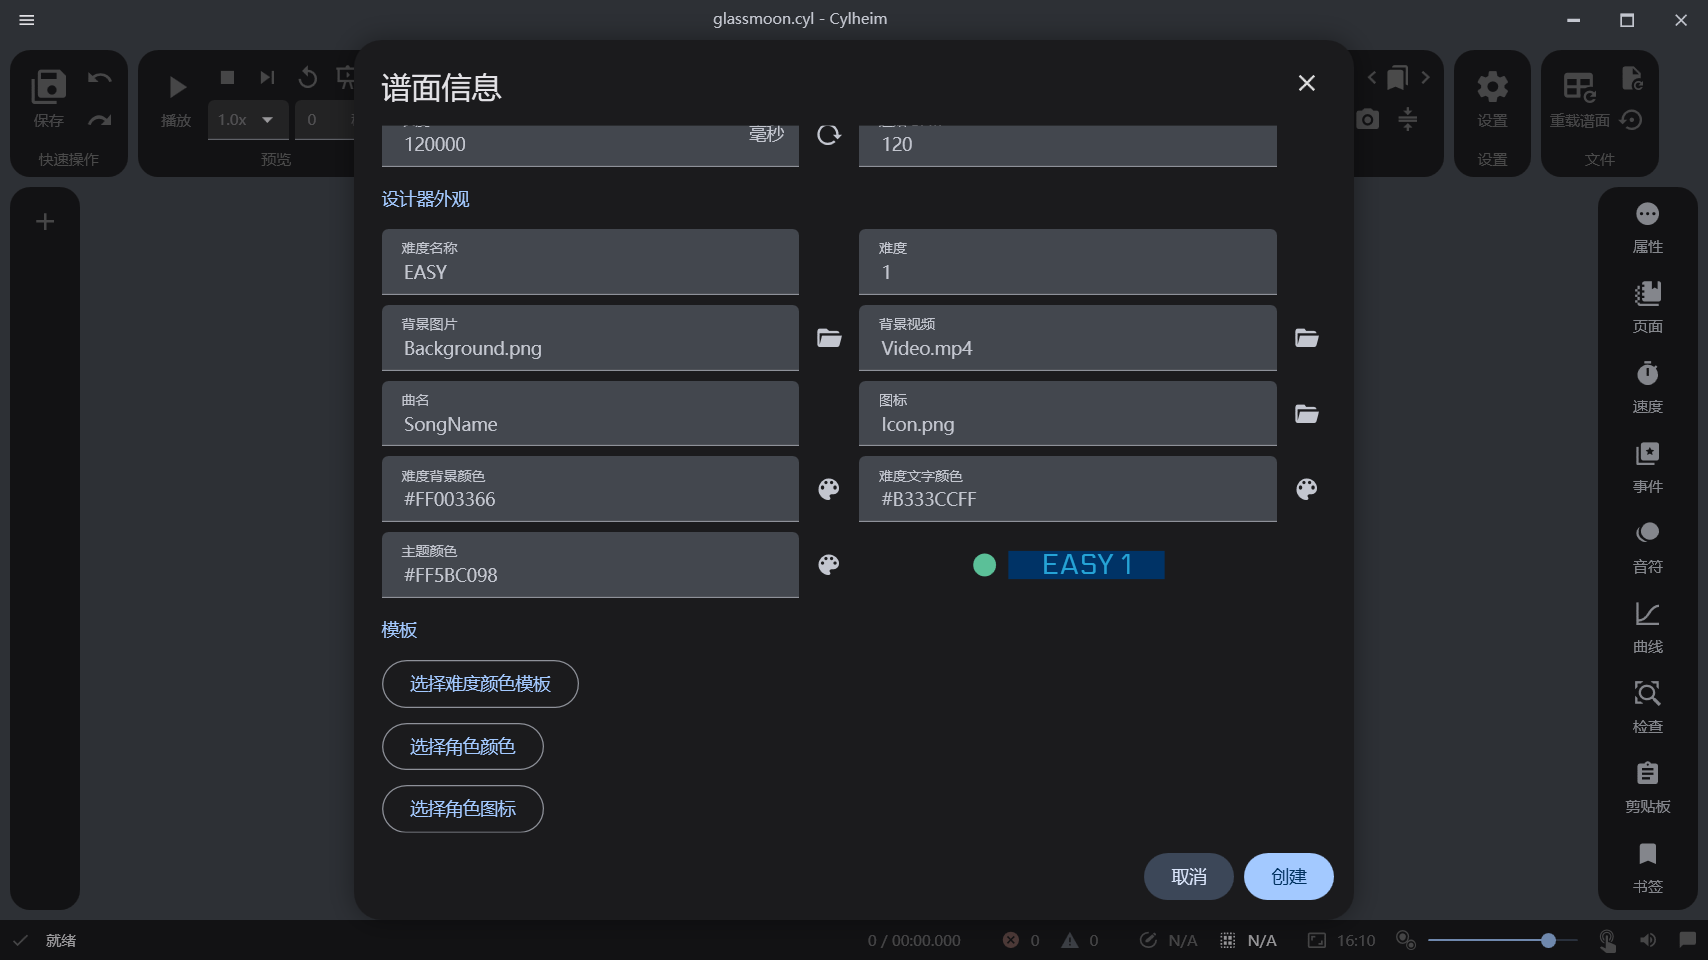 glassmoon.cyl - Cylheim
保存
快速操作
播放
1.0x
0
预览
设置
设置
重载谱面
文件
谱面信息
120000
毫秒
120
设计器外观
难度名称
EASY
难度
1
背景图片
Background.png
背景视频
Video.mp4
曲名
SongName
图标
Icon.png
难度背景颜色
#FF003366
难度文字颜色
#B333CCFF
主题颜色
#FF5BC098
EASY 1
模板
选择难度颜色模板
选择角色颜色
选择角色图标
取消
创建
属性
页面
速度
事件
音符
曲线
检查
剪贴板
书签
就绪
0 / 00:00.000
0
0
N/A
N/A
16:10